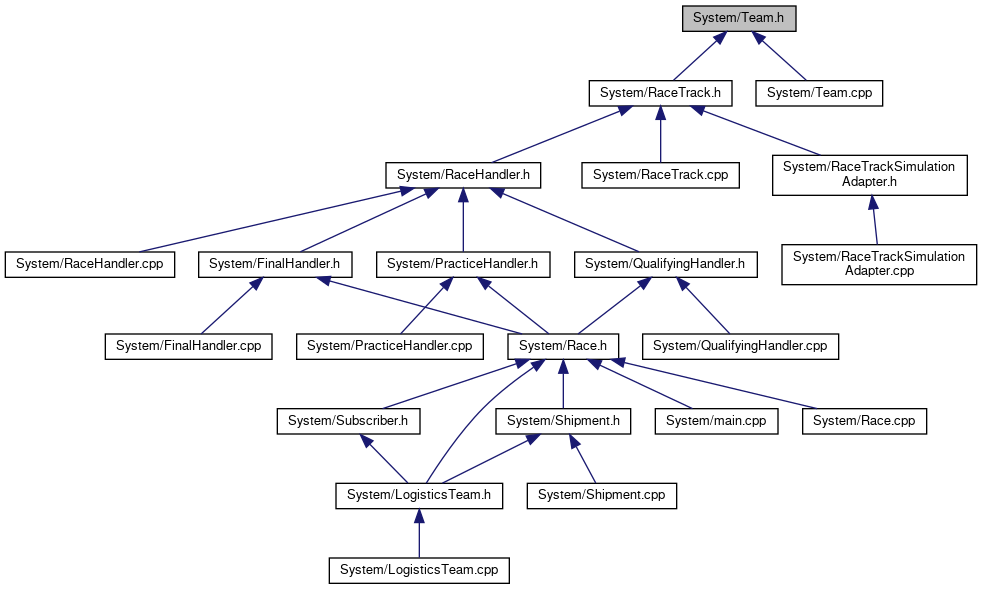 System/Team.h
System/RaceTrack.h
System/Team.cpp
System/RaceHandler.h
System/RaceTrack.cpp
System/RaceTrackSimulation
Adapter.h
System/RaceHandler.cpp
System/FinalHandler.h
System/PracticeHandler.h
System/QualifyingHandler.h
System/RaceTrackSimulation
Adapter.cpp
System/FinalHandler.cpp
System/PracticeHandler.cpp
System/Race.h
System/QualifyingHandler.cpp
System/Subscriber.h
System/Shipment.h
System/main.cpp
System/Race.cpp
System/LogisticsTeam.h
System/Shipment.cpp
System/LogisticsTeam.cpp